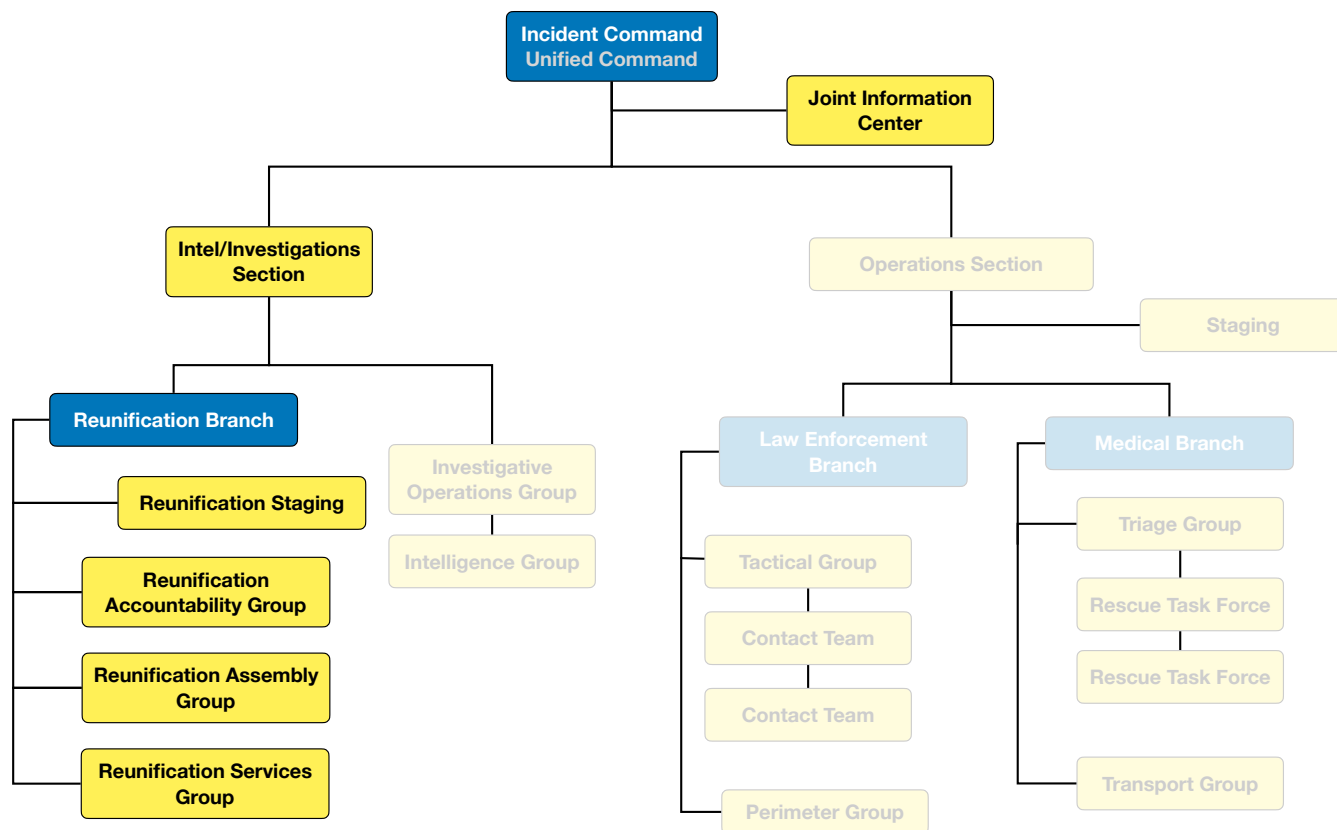 Incident Command
Unified Command
Joint Information
Center
Intel/Investigations
Section
Operations Section
Staging
Reunification Branch
Law Enforcement
Branch
Medical Branch
Investigative
Operations Group
Reunification Staging
Triage Group
Intelligence Group
Tactical Group
Reunification
Accountability Group
Rescue Task Force
Contact Team
Reunification Assembly
Group
Rescue Task Force
Contact Team
Reunification Services
Group
Transport Group
Perimeter Group